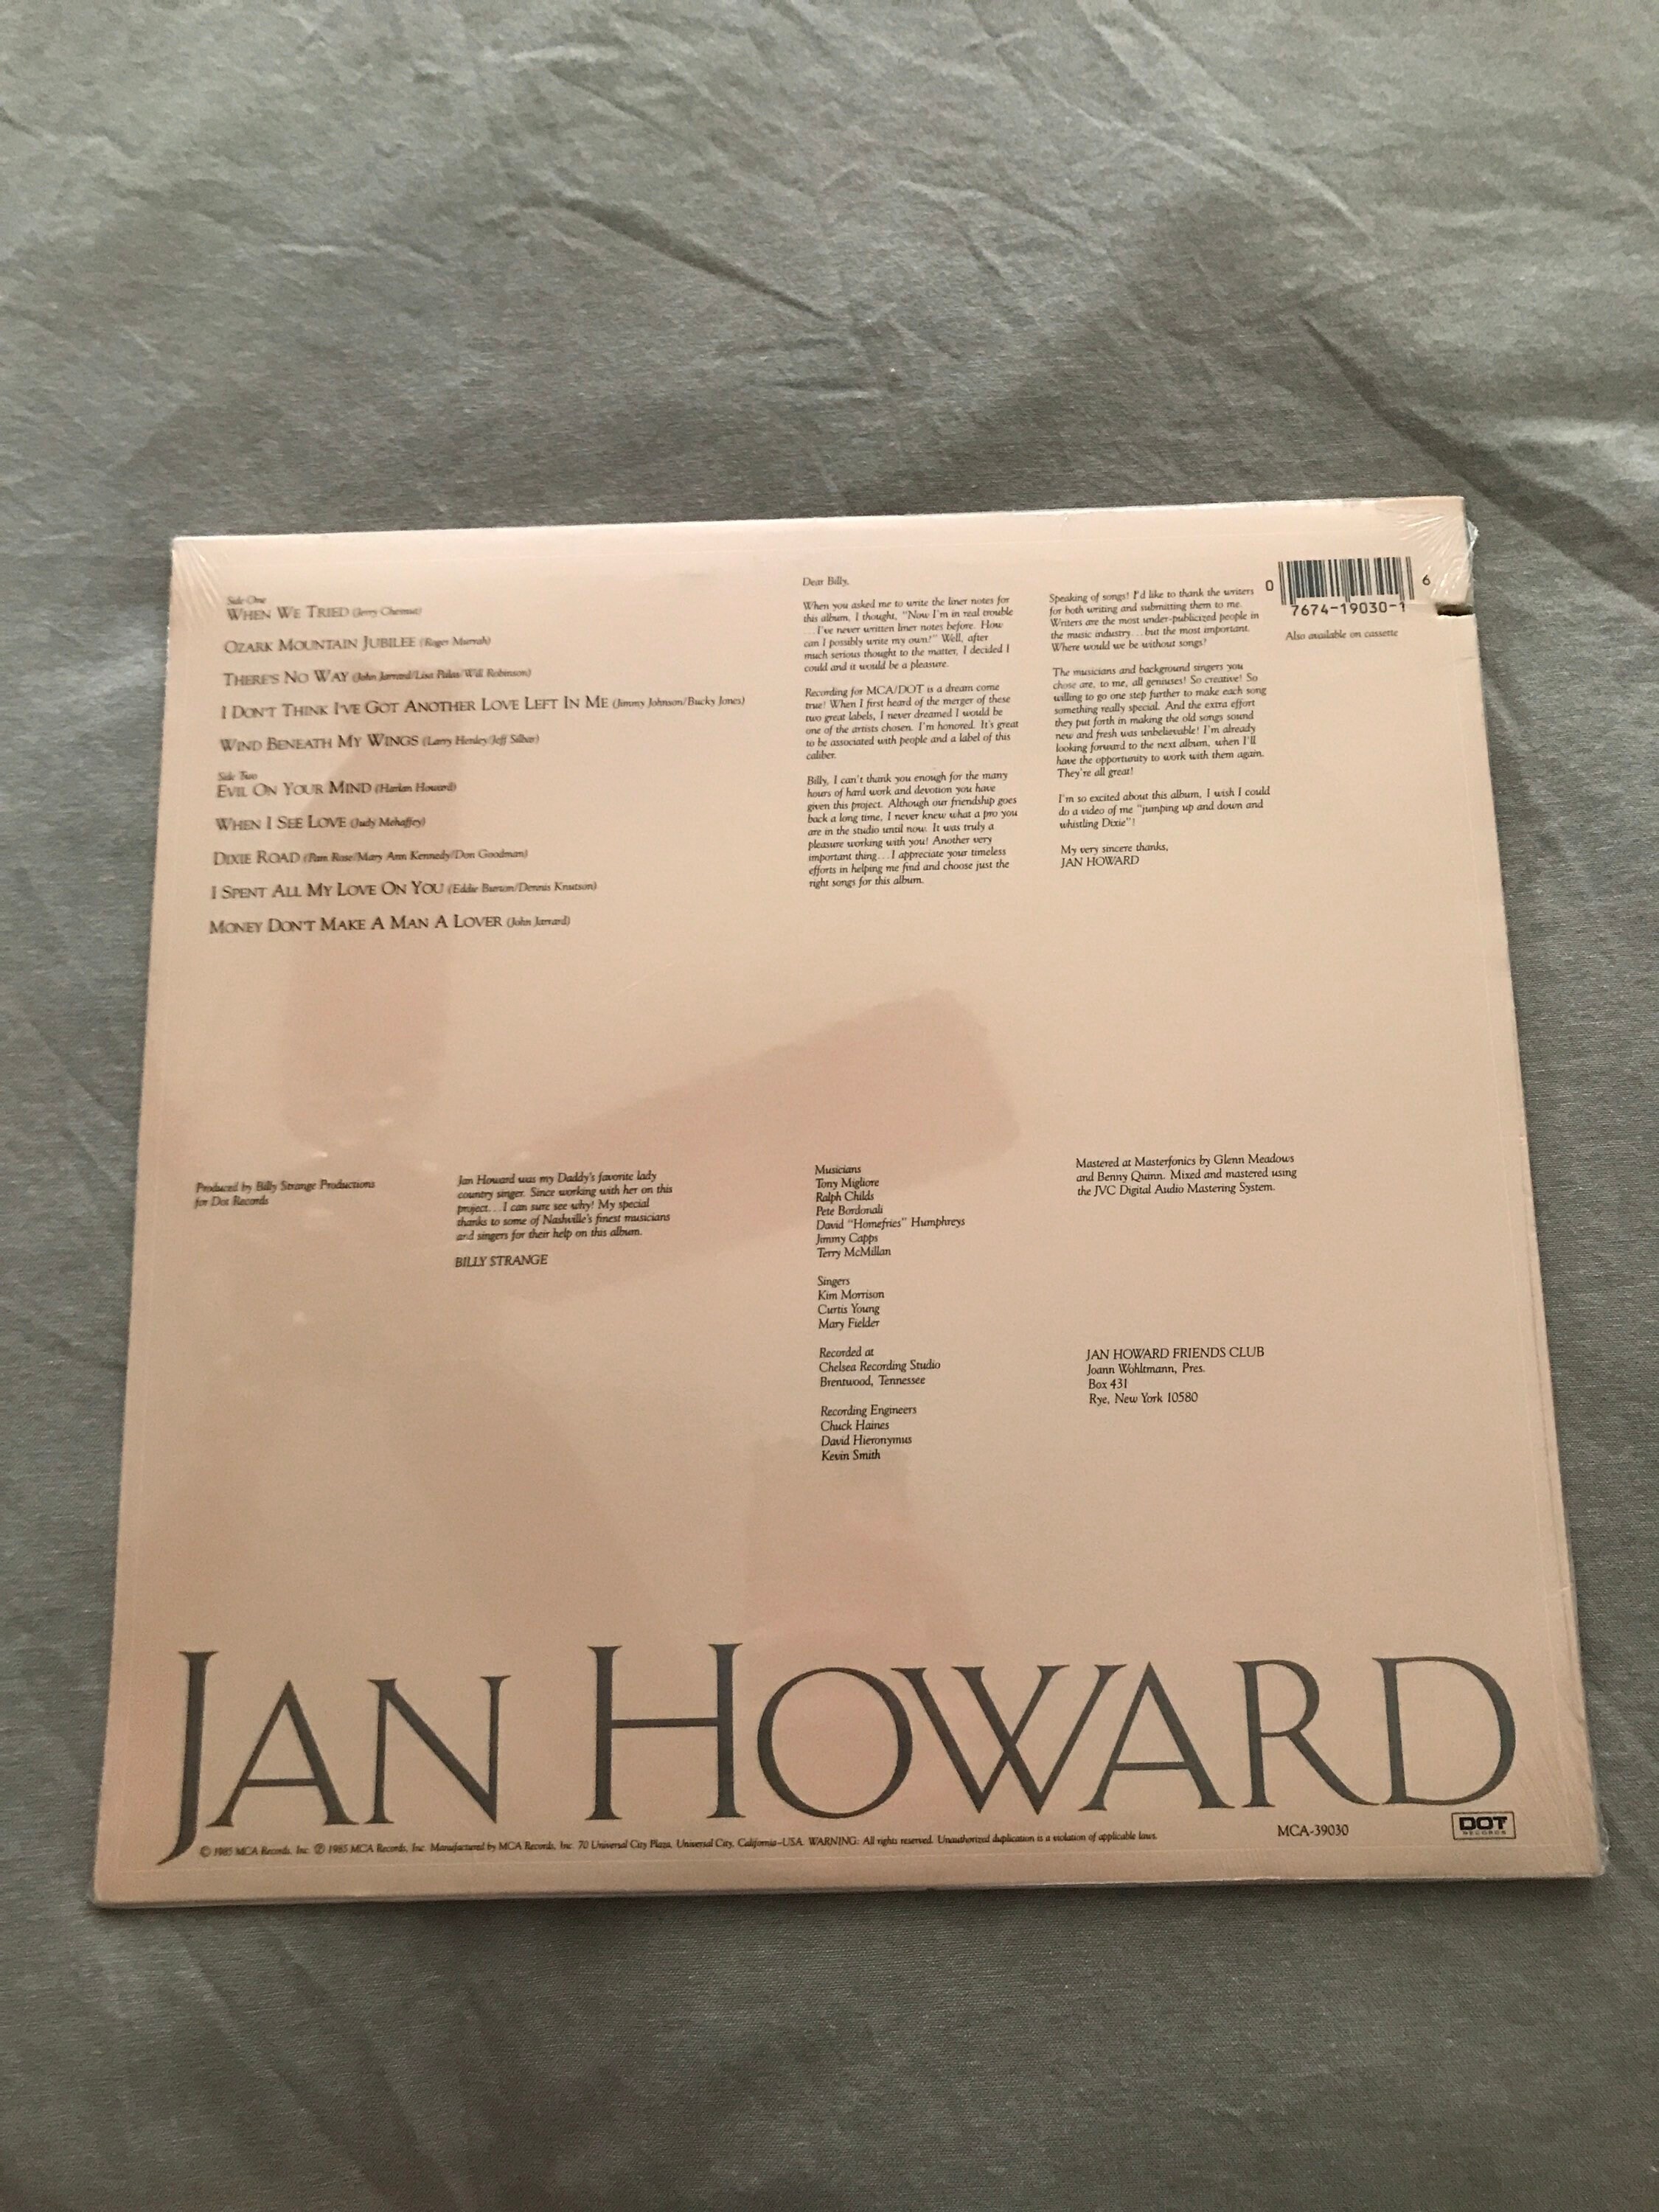 Side One
WHEN WE TRIED (Jerry Chesnut)
OZARK MOUNTAIN JUBILEE (Roger Murrah)
THERE'S NO WAY (John Jarrard/Lisa Palas/Will Robinson)
I DON'T THINK I'VE GOT ANOTHER LOVE LEFT IN ME (Jimmy Johnson/Bucky Jones)
WIND BENEATH MY WINGS (Larry Henley/Jeff Silbar)
Side Two
EVIL ON YOUR MIND (Harlan Howard)
WHEN I SEE LOVE (Judy Mehaffey)
DIXIE ROAD (Pam Rose/Mary Ann Kennedy/Don Goodman)
I SPENT ALL MY LOVE ON YOU (Eddie Burton/Dennis Knutson)
MONEY DON'T MAKE A MAN A LOVER (John Jarrard)
Dear Billy,
When you asked me to write the liner notes for
this album, I thought, "Now I'm in real trouble
...I've never written liner notes before. How
can I possibly write my own?" Well, after
much serious thought to the matter, I decided I
could and it would be a pleasure.
Recording for MCA/DOT is a dream come
true! When I first heard of the merger of these
two great labels, I never dreamed I would be
one of the artists chosen. I'm honored. It's great
to be associated with people and a label of this
caliber.
Billy, I can't thank you enough for the many
hours of hard work and devotion you have
given this project. Although our friendship goes
back a long time, I never knew what a pro you
are in the studio until now. It was truly a
pleasure working with you! Another very
important thing...I appreciate your timeless
efforts in helping me find and choose just the
right songs for this album.
Speaking of songs! I'd like to thank the writers
for both writing and submitting them to me.
Writers are the most under-publicized people in
the music industry...but the most important.
Where would we be without songs?
The musicians and background singers you
chose are, to me, all geniuses! So creative! So
willing to go one step further to make each song
something really special. And the extra effort
they put forth in making the old songs sound
new and fresh was unbelievable! I'm already
looking forward to the next album, when I'll
have the opportunity to work with them again.
They're all great!
I'm so excited about this album, I wish I could
do a video of me "jumping up and down and
whistling Dixie"!
My very sincere thanks,
JAN HOWARD
0 7674-19030-1 6
Also available on cassette
Produced by Billy Strange Productions
for Dot Records
Jan Howard was my Daddy's favorite lady
country singer. Since working with her on this
project...I can sure see why! My special
thanks to some of Nashville's finest musicians
and singers for their help on this album.
BILLY STRANGE
Musicians
Tony Migliore
Ralph Childs
Pete Bordonali
David "Homefries" Humphreys
Jimmy Capps
Terry McMillan
Singers
Kim Morrison
Curtis Young
Mary Fielder
Recorded at
Chelsea Recording Studio
Brentwood, Tennessee
Recording Engineers
Chuck Haines
David Hieronymus
Kevin Smith
Mastered at Masterfonics by Glenn Meadows
and Benny Quinn. Mixed and mastered using
the JVC Digital Audio Mastering System.
JAN HOWARD FRIENDS CLUB
Joann Wohltmann, Pres.
Box 431
Rye, New York 10580
JAN HOWARD
© 1985 MCA Records, Inc. ℗ 1985 MCA Records, Inc. Manufactured by MCA Records, Inc. 70 Universal City Plaza, Universal City, California–USA. WARNING: All rights reserved. Unauthorized duplication is a violation of applicable laws.
MCA-39030
DOT
RECORDS